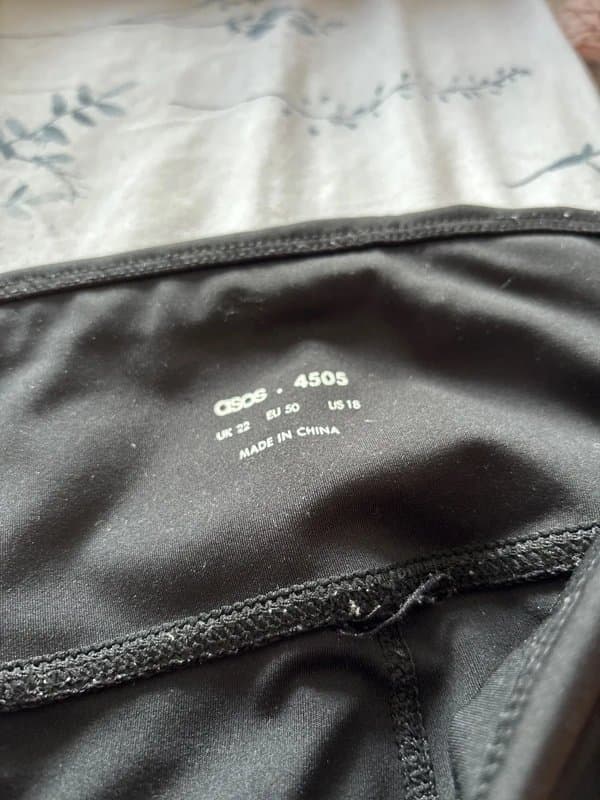 asos · 4505
UK 22 EU 50 US 18
MADE IN CHINA